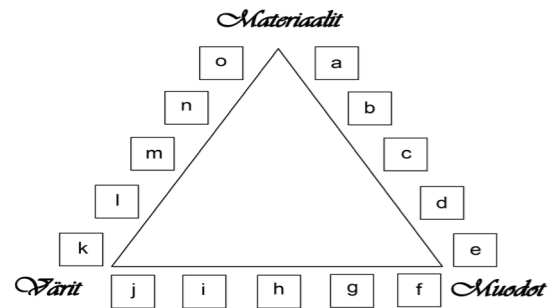 Materiaalit
o a
n b
m c
l d
k e
Värit j i h g f Muodot